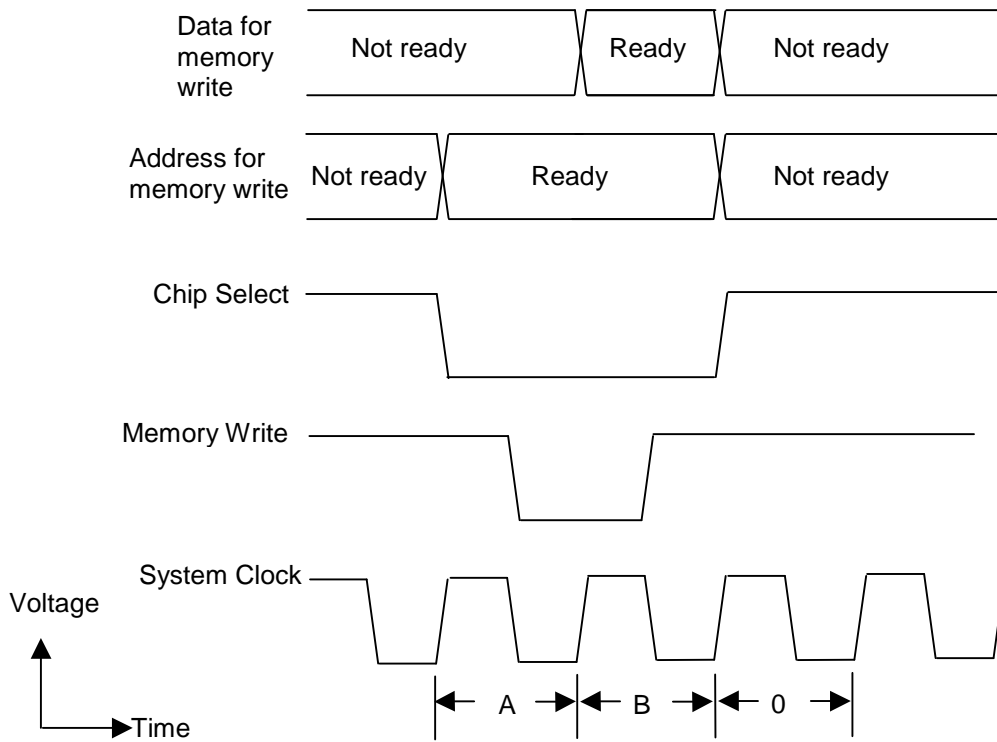 Data for
memory
write
Not ready
Ready
Not ready
Address for
memory write
Not ready
Ready
Not ready
Chip Select
Memory Write
System Clock
Voltage
Time
A
B
0